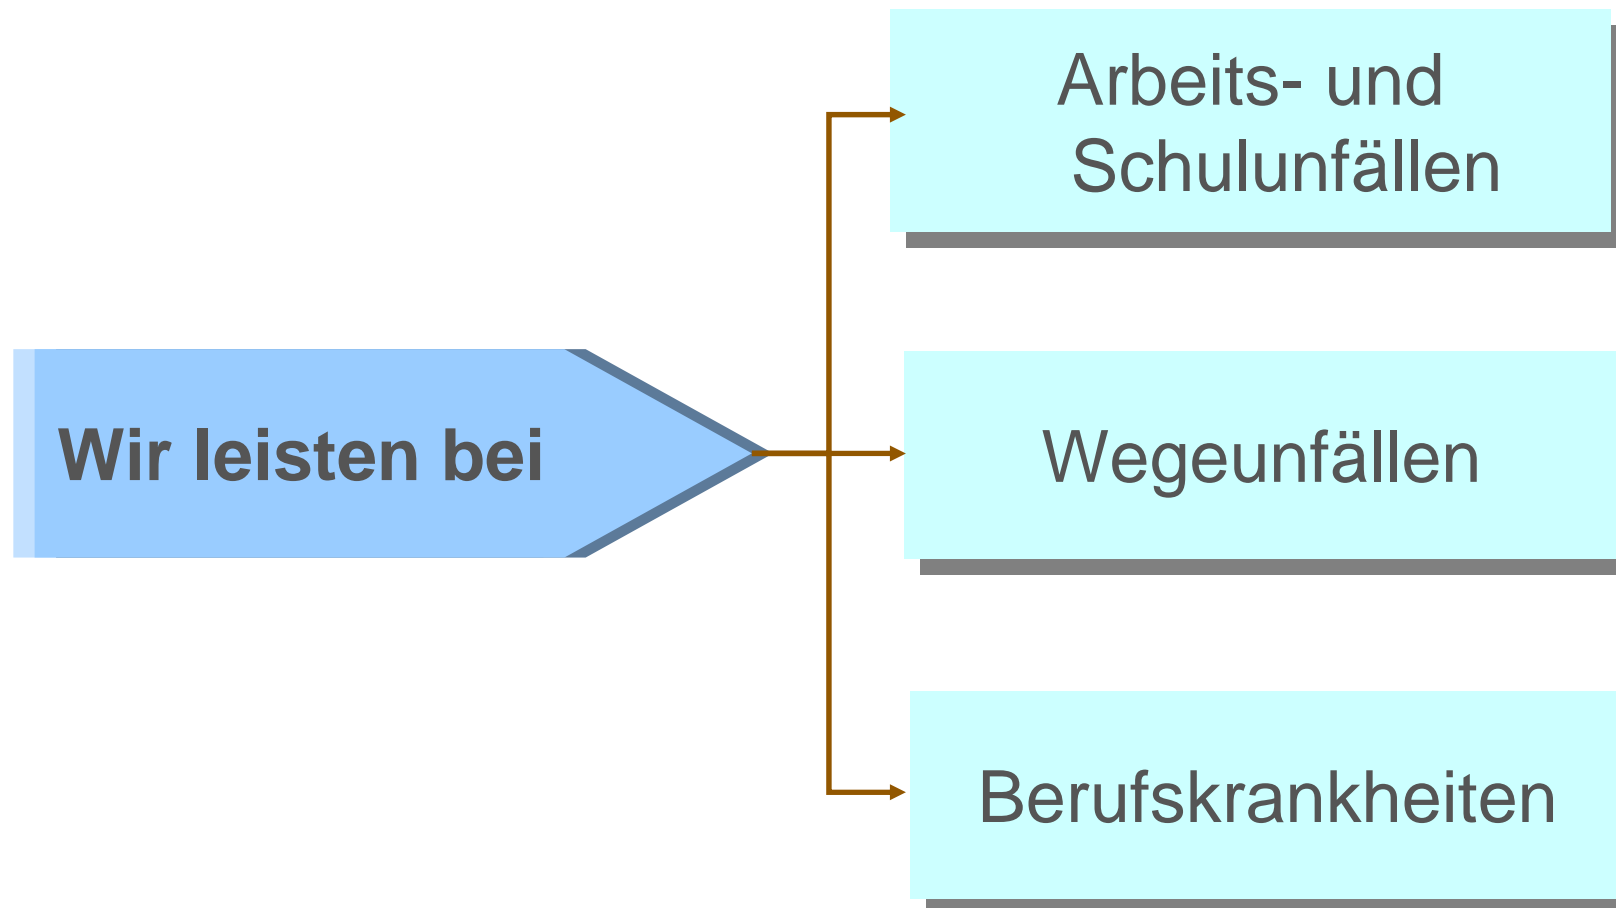 Wir leisten bei
Arbeits- und
Schulunfällen
Wegeunfällen
Berufskrankheiten